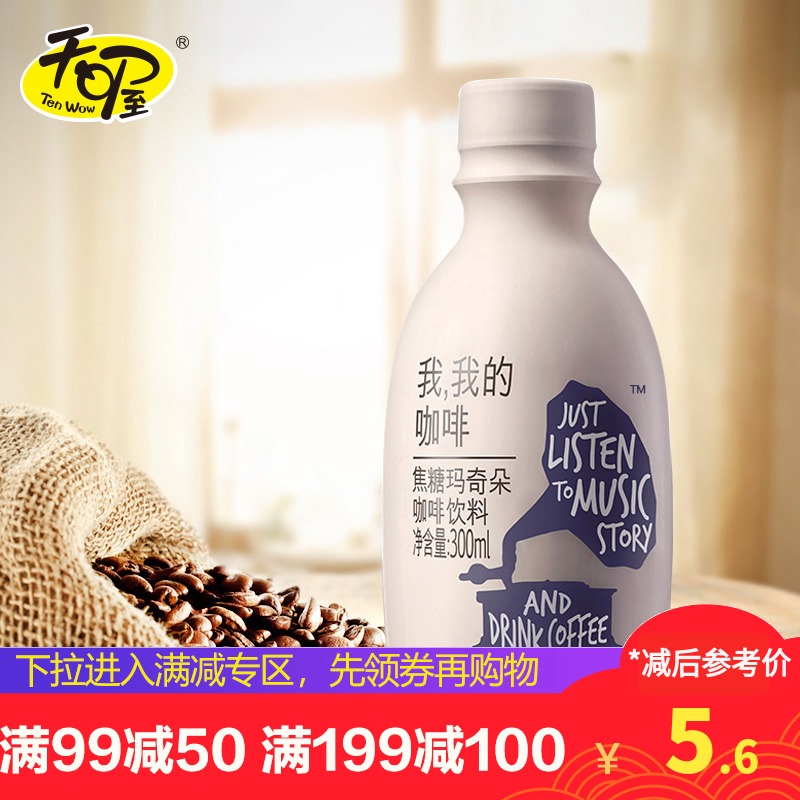 天喔
至
®
Ten Wow
我,我的
咖啡
焦糖玛奇朵
咖啡饮料
净含量:300ml
TM
JUST
LISTEN
TO MUSIC
STORY
AND
DRINK COFFEE
下拉进入满减专区，先领券再购物
*减后参考价
满99减50 满199减100
¥ 5.6